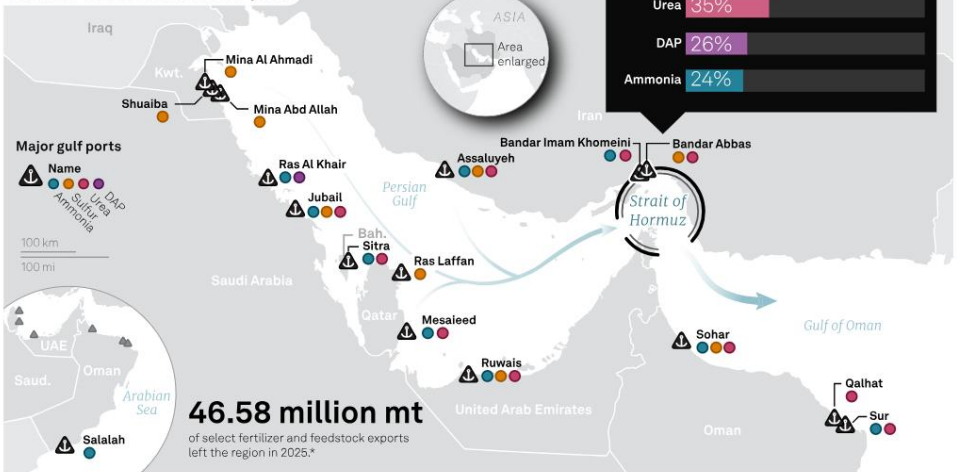 Urea 35%
DAP 26%
Ammonia 24%
ASIA
Area
enlarged
Iraq
Kwt.
Mina Al Ahmadi
Shuaiba
Mina Abd Allah
Iran
Bandar Imam Khomeini
Bandar Abbas
Major gulf ports
Name
Ammonia
Sulfur
Urea
DAP
100 km
100 mi
Ras Al Khair
Assaluyeh
Persian
Gulf
Jubail
Strait of
Hormuz
Bah.
Sitra
Ras Laffan
Saudi Arabia
Qatar
Mesaieed
Gulf of Oman
Sohar
Ruwais
United Arab Emirates
Oman
Qalhat
Sur
UAE
Saud.
Oman
Arabian
Sea
Salalah
46.58 million mt
of select fertilizer and feedstock exports
left the region in 2025.*